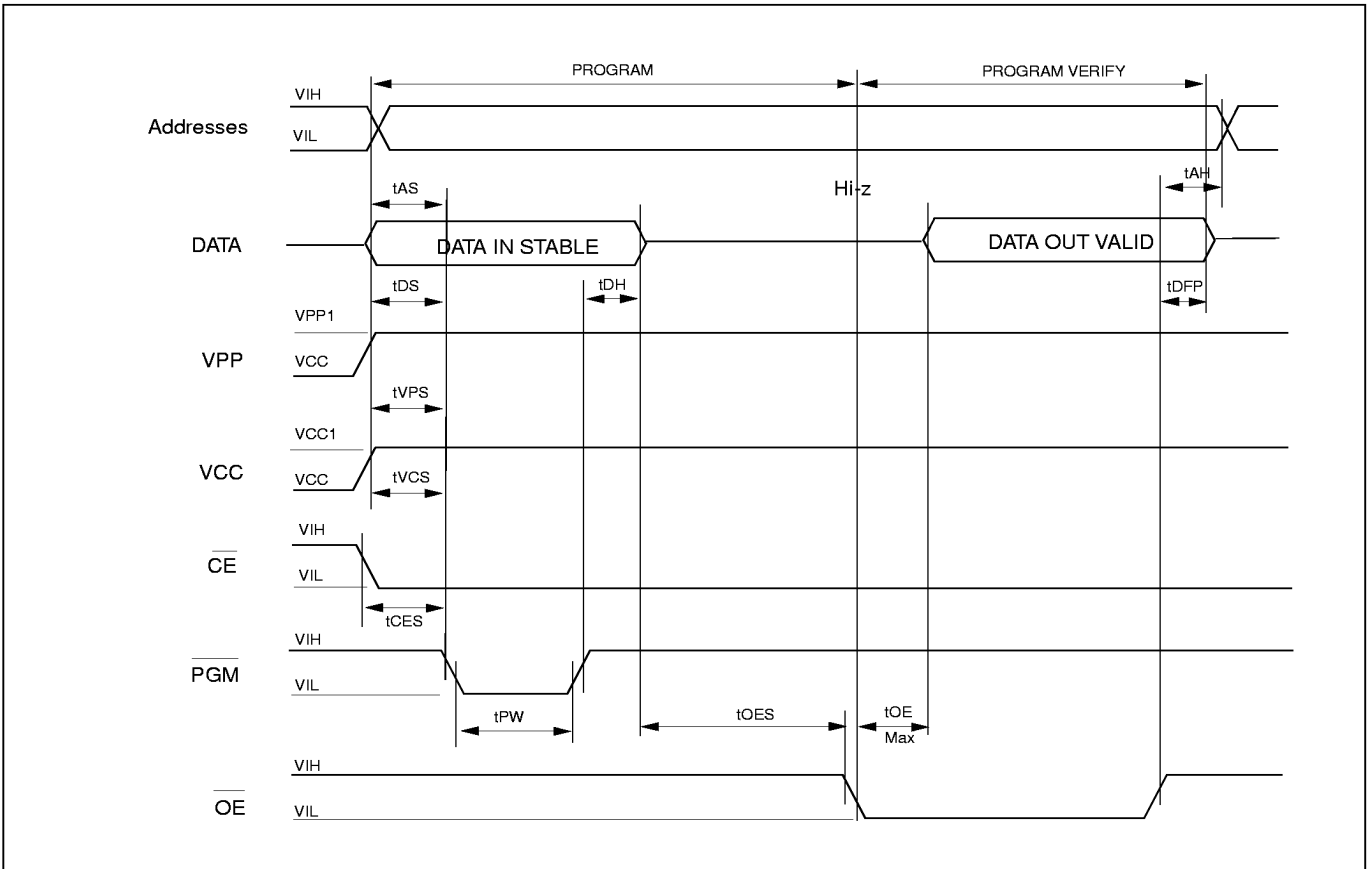 PROGRAM
PROGRAM VERIFY
VIH
Addresses
VIL
tAS
Hi-z
tAH
DATA
DATA IN STABLE
DATA OUT VALID
tDS
tDH
tDFP
VPP1
VPP
VCC
tVPS
VCC1
VCC
VCC
tVCS
VIH
CE
VIL
tCES
VIH
PGM
VIL
tPW
tOES
tOE
Max
VIH
OE
VIL